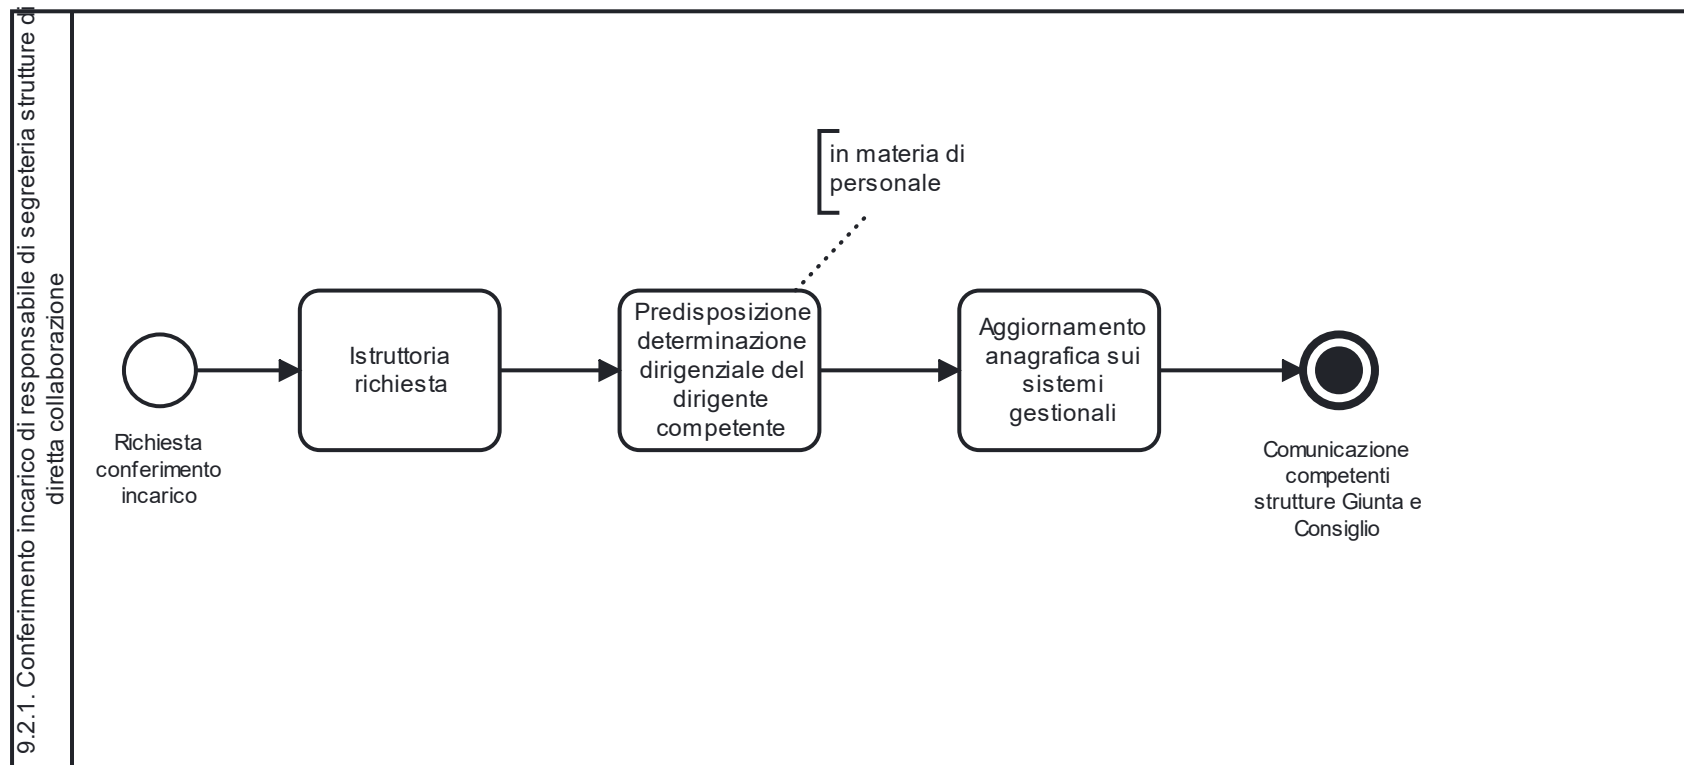 9.2.1. Conferimento incarico di responsabile di segreteria strutture di
diretta collaborazione
in materia di
personale
Richiesta
conferimento
incarico
Istruttoria
richiesta
Predisposizione
determinazione
dirigenziale del
dirigente
competente
Aggiornamento
anagrafica sui
sistemi
gestionali
Comunicazione
competenti
strutture Giunta e
Consiglio